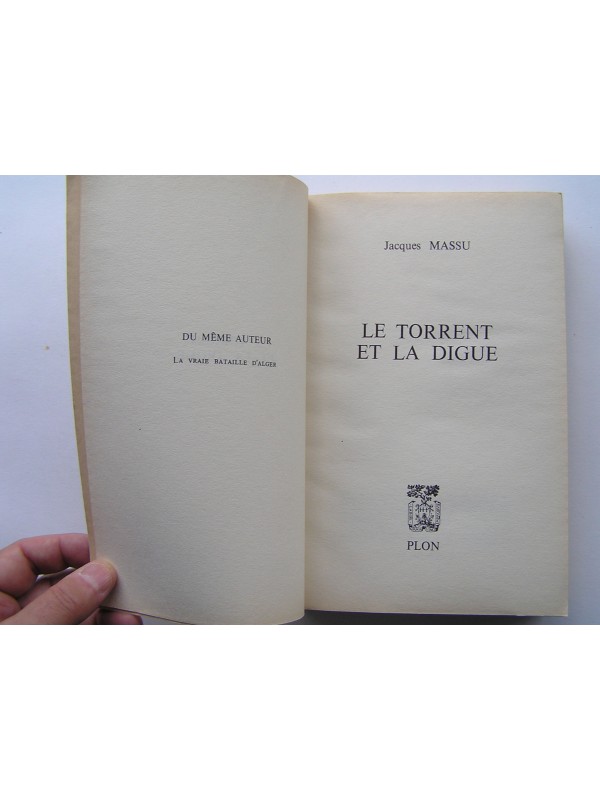 DU MÊME AUTEUR
LA VRAIE BATAILLE D'ALGER
Jacques MASSU
LE TORRENT
ET LA DIGUE
PLON